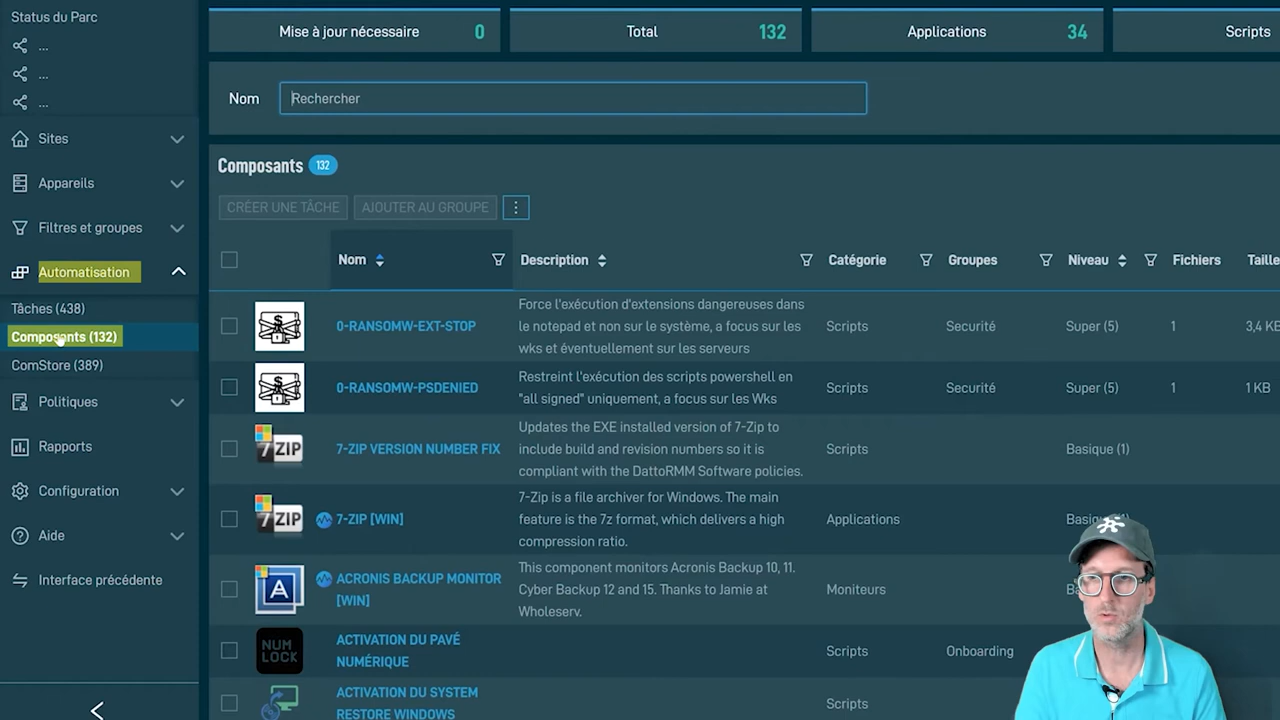 Status du Parc
...
...
...
Sites
Appareils
Filtres et groupes
Automatisation
Tâches (438)
Composants (132)
ComStore (389)
Politiques
Rapports
Configuration
Aide
Interface précédente
Mise à jour nécessaire 0
Total 132
Applications 34
Scripts
Nom Rechercher
Composants 132
CRÉER UNE TÂCHE AJOUTER AU GROUPE
Nom Description Catégorie Groupes Niveau Fichiers Taille
0-RANSOMW-EXT-STOP
Force l'exécution d'extensions dangereuses dans
le notepad et non sur le système, a focus sur les
wks et éventuellement sur les serveurs
Scripts Securité Super (5) 1 3,4 KB
0-RANSOMW-PSDENIED
Restreint l'exécution des scripts powershell en
"all signed" uniquement, a focus sur les Wks
Scripts Securité Super (5) 1 1 KB
7ZIP
7-ZIP VERSION NUMBER FIX
Updates the EXE installed version of 7-Zip to
include build and revision numbers so it is
compliant with the DattoRMM Software policies.
Scripts Basique (1)
7ZIP
7-ZIP [WIN]
7-Zip is a file archiver for Windows. The main
feature is the 7z format, which delivers a high
compression ratio.
Applications
A
ACRONIS BACKUP MONITOR
[WIN]
This component monitors Acronis Backup 10, 11.
Cyber Backup 12 and 15. Thanks to Jamie at
Wholeserv.
Moniteurs
NUM
LOCK
ACTIVATION DU PAVÉ
NUMÉRIQUE
Scripts Onboarding
ACTIVATION DU SYSTEM
RESTORE WINDOWS
Scripts